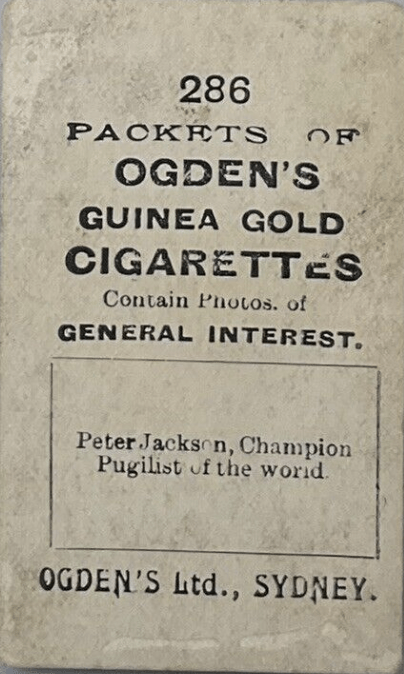 286
PACKETS OF
OGDEN'S
GUINEA GOLD
CIGARETTES
Contain Photos. of
GENERAL INTEREST.
Peter Jackson, Champion
Pugilist of the world.
OGDEN'S Ltd., SYDNEY.